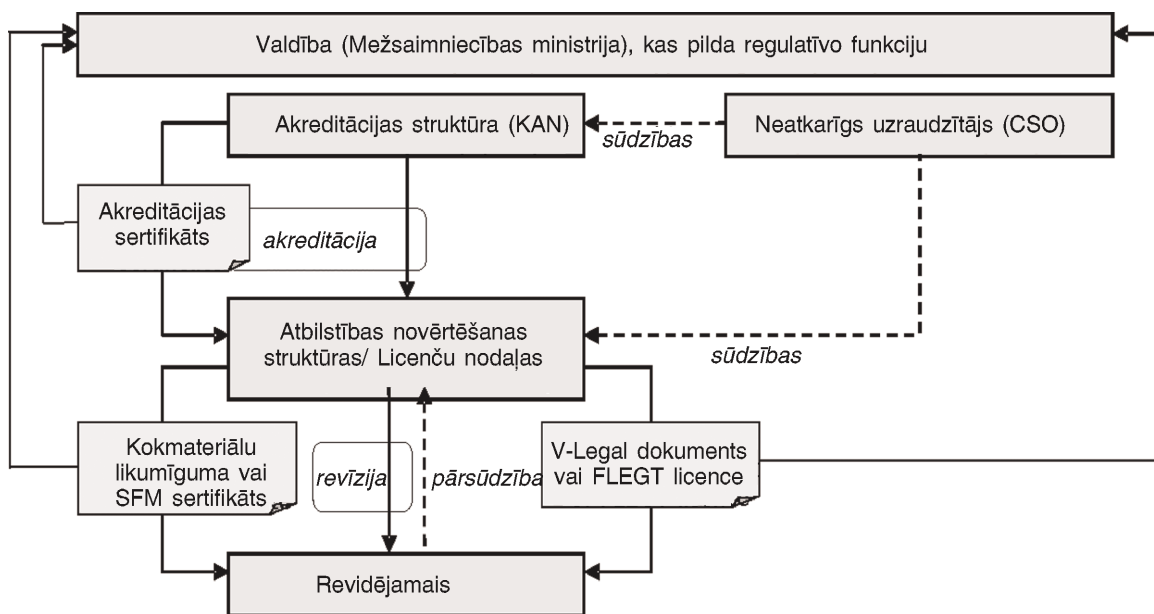 Valdība (Mežsaimniecības ministrija), kas pilda regulatīvo funkciju
Akreditācijas struktūra (KAN)
sūdzības
Neatkarīgs uzraudzītājs (CSO)
Akreditācijas
sertifikāts
akreditācija
Atbilstības novērtēšanas
struktūras/ Licenču nodaļas
sūdzības
Kokmateriālu
likumīguma vai
SFM sertifikāts
revīzija
pārsūdzība
V-Legal dokuments
vai FLEGT licence
Revidējamais